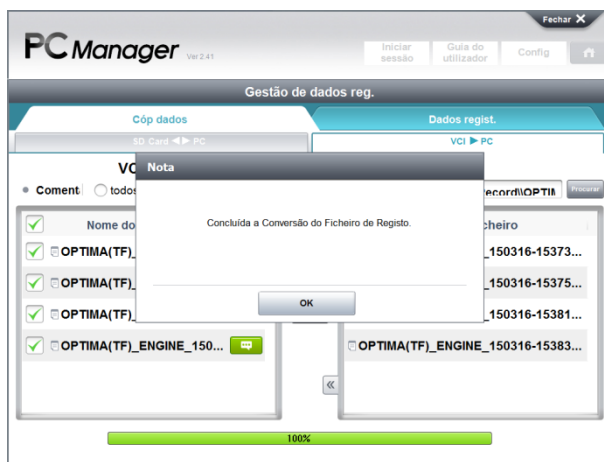 Fechar X
PC Manager Ver 2.41
Iniciar sessão
Guia do utilizador
Config
Gestão de dados reg.
Cóp dados
Dados regist.
SD Card ◀▶ PC
VCI ▶ PC
VC
Nota
Coment
todos
ecord\\OPTIM
Procurar
Nome do
cheiro
Concluída a Conversão do Ficheiro de Registo.
OK
OPTIMA(TF)_
_150316-15373...
OPTIMA(TF)_
_150316-15375...
OPTIMA(TF)_
_150316-15381...
OPTIMA(TF)_ENGINE_150...
OPTIMA(TF)_ENGINE_150316-15383...
100%